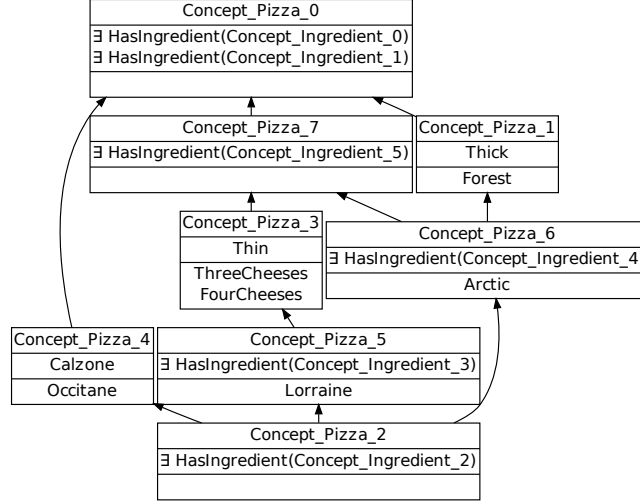 Concept_Pizza_0
∃ HasIngredient(Concept_Ingredient_0)
∃ HasIngredient(Concept_Ingredient_1)
Concept_Pizza_7
∃ HasIngredient(Concept_Ingredient_5)
Concept_Pizza_1
Thick
Forest
Concept_Pizza_3
Thin
ThreeCheeses
FourCheeses
Concept_Pizza_6
∃ HasIngredient(Concept_Ingredient_4
Arctic
Concept_Pizza_4
Calzone
Occitane
Concept_Pizza_5
∃ HasIngredient(Concept_Ingredient_3)
Lorraine
Concept_Pizza_2
∃ HasIngredient(Concept_Ingredient_2)